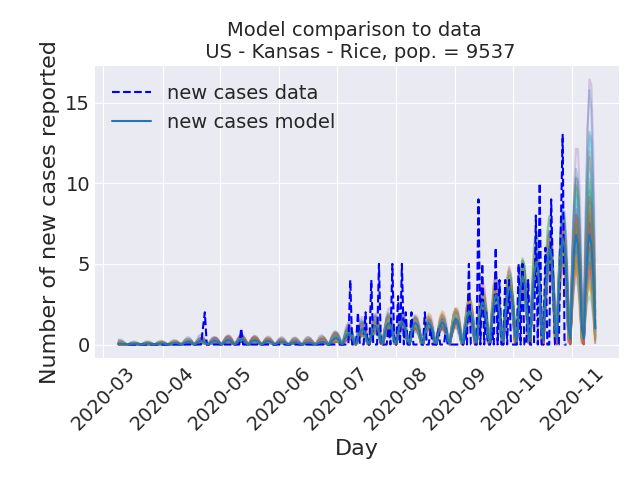 Model comparison to data
US - Kansas - Rice, pop. = 9537
new cases data
new cases model
Number of new cases reported
15
10
5
0
2020-03
2020-04
2020-05
2020-06
2020-07
2020-08
2020-09
2020-10
2020-11
Day